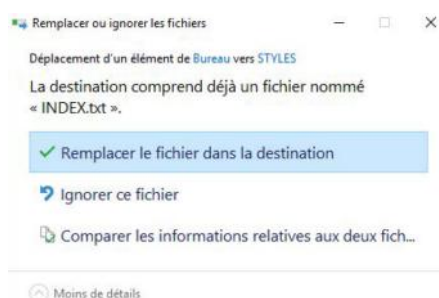 Remplacer ou ignorer les fichiers
Déplacement d'un élément de Bureau vers STYLES
La destination comprend déjà un fichier nommé
« INDEX.txt ».
Remplacer le fichier dans la destination
Ignorer ce fichier
Comparer les informations relatives aux deux fich...
Moins de détails